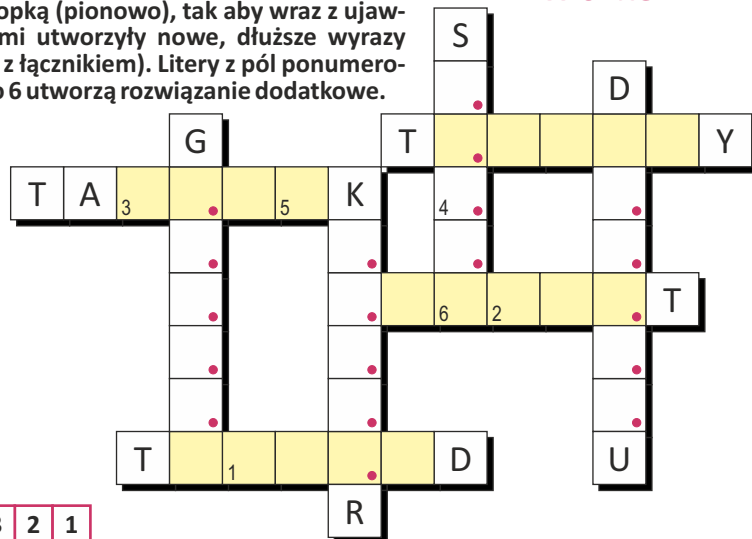 opką (pionowo), tak aby wraz z ujaw-
mi utworzyły nowe, dłuższe wyrazy
z łącznikiem). Litery z pól ponumero-
o 6 utworzą rozwiązanie dodatkowe.
S
D
G T Y
T A 3 5 K 4
6 2 T
T 1 D U
R
2 1